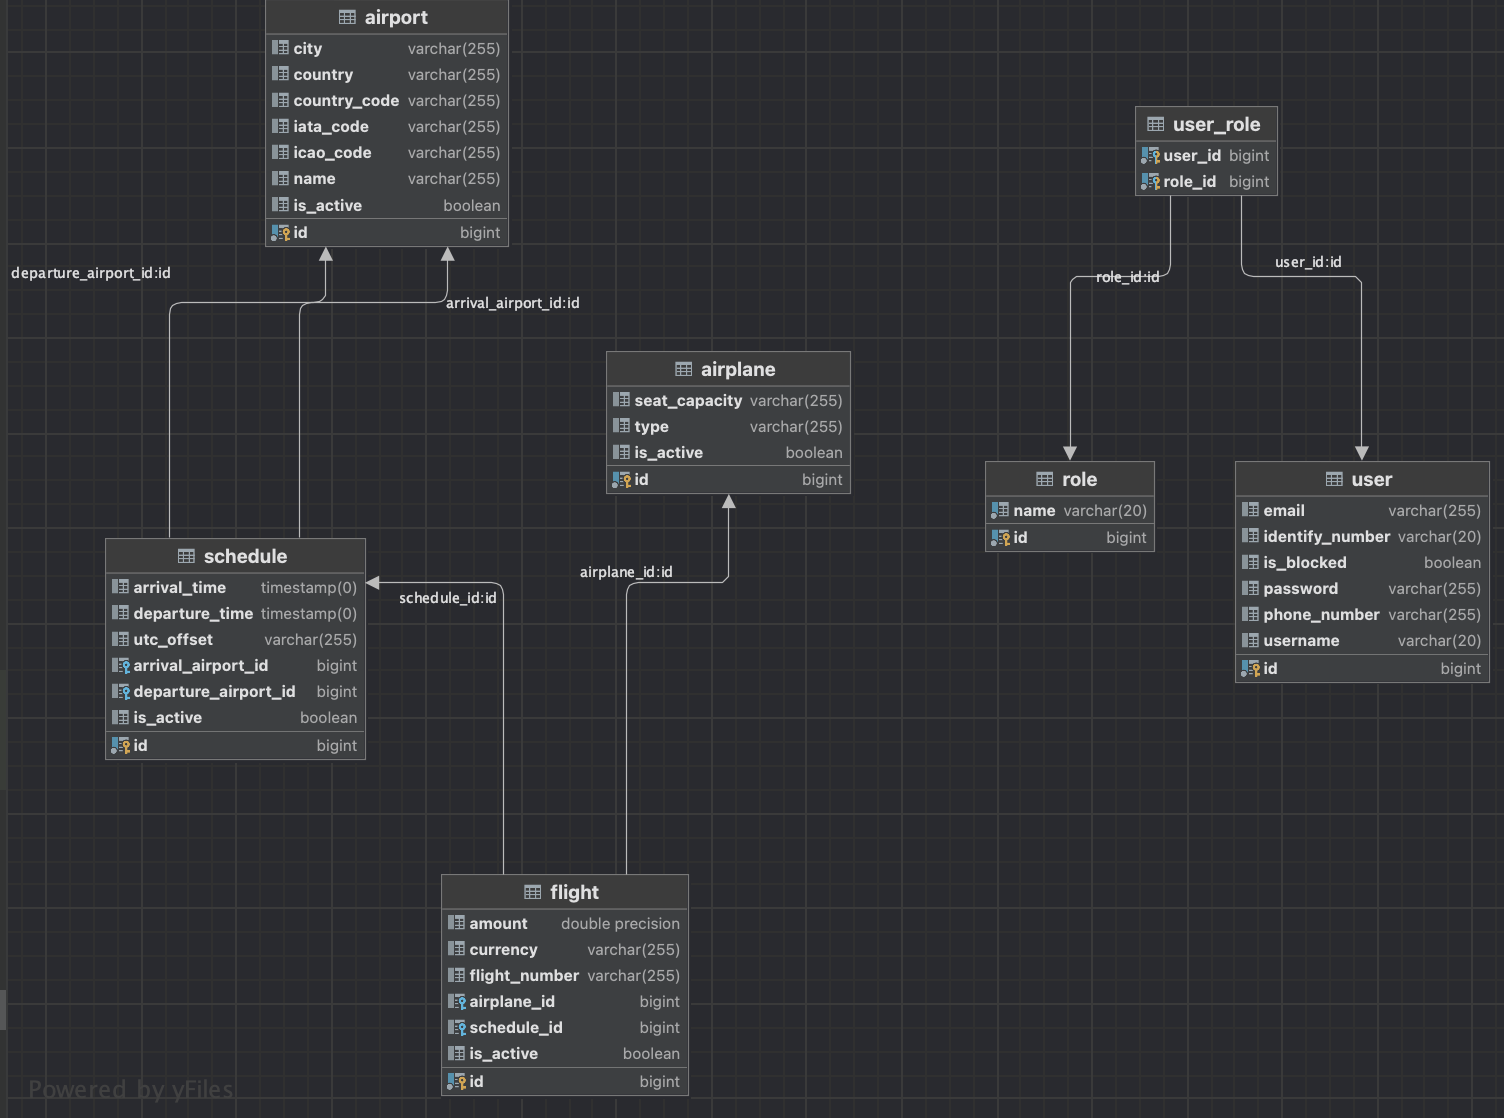 airport
city varchar(255)
country varchar(255)
country_code varchar(255)
iata_code varchar(255)
icao_code varchar(255)
name varchar(255)
is_active boolean
id bigint
departure_airport_id:id
arrival_airport_id:id
user_role
user_id bigint
role_id bigint
role_id:id
user_id:id
airplane
seat_capacity varchar(255)
type varchar(255)
is_active boolean
id bigint
role
name varchar(20)
id bigint
user
email varchar(255)
identify_number varchar(20)
is_blocked boolean
password varchar(255)
phone_number varchar(255)
username varchar(20)
id bigint
schedule
arrival_time timestamp(0)
departure_time timestamp(0)
utc_offset varchar(255)
arrival_airport_id bigint
departure_airport_id bigint
is_active boolean
id bigint
schedule_id:id
airplane_id:id
flight
amount double precision
currency varchar(255)
flight_number varchar(255)
airplane_id bigint
schedule_id bigint
is_active boolean
id bigint
Powered by yFiles